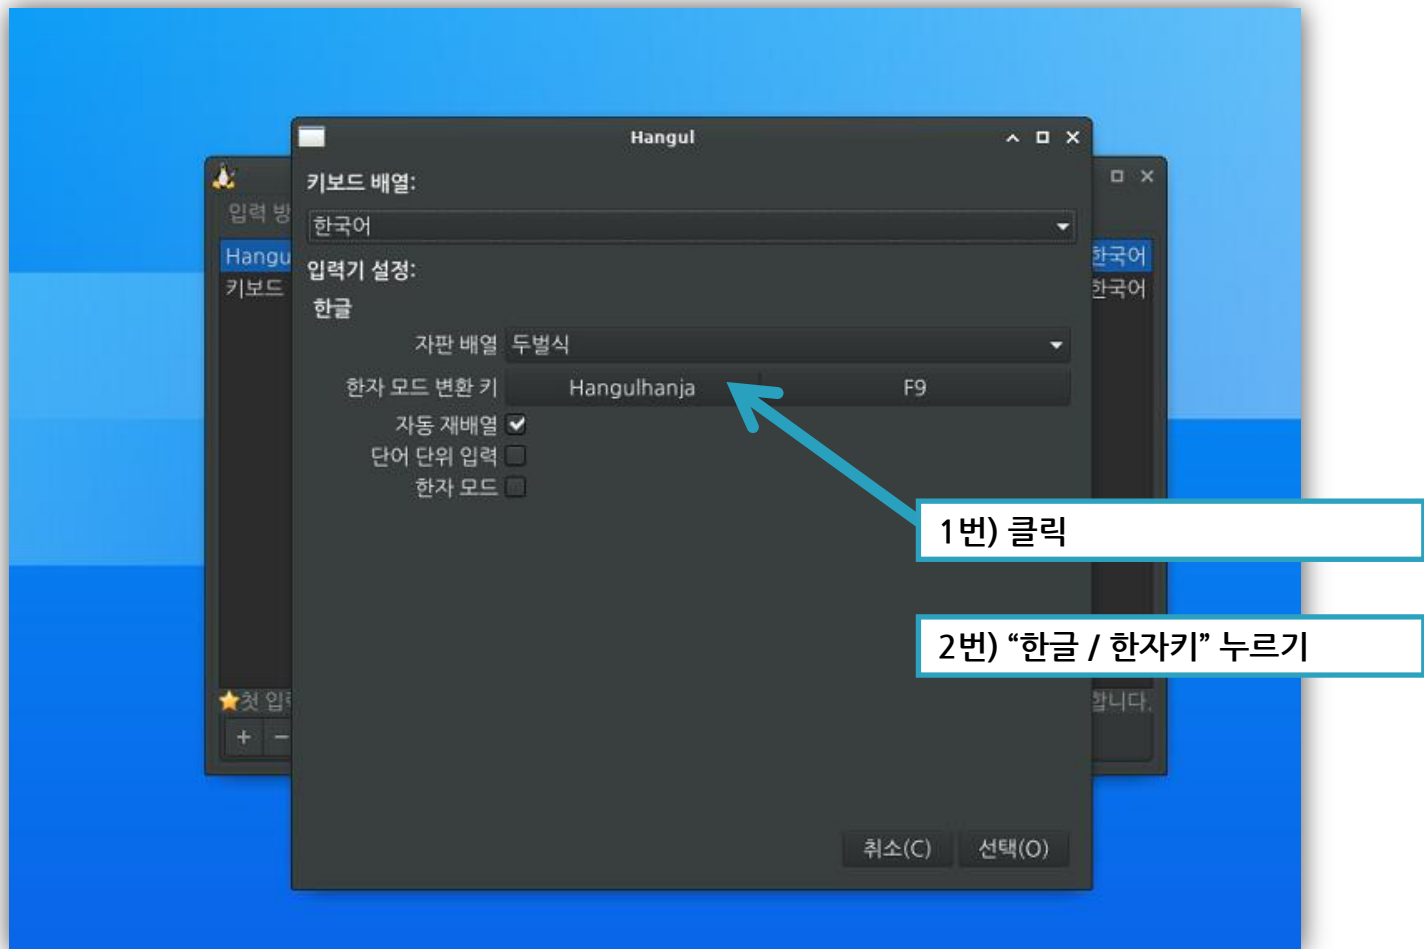 Hangul
키보드 배열:
입력 방
한국어
Hangu
한국어
입력기 설정:
키보드
한국어
한글
자판 배열 두벌식
한자 모드 변환 키 Hangulhanja F9
자동 재배열
단어 단위 입력
한자 모드
1번) 클릭
2번) “한글 / 한자키” 누르기
첫 입
합니다.
+ −
취소(C) 선택(O)